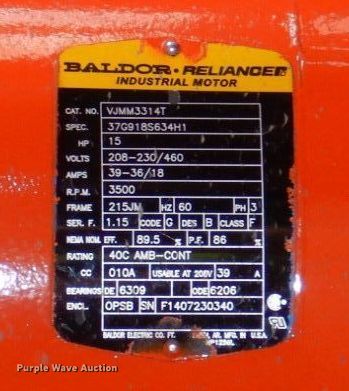 BALDOR • RELIANCE
INDUSTRIAL MOTOR
CAT. NO. VJMM3314T
SPEC. 37G918S634H1
HP 15
VOLTS 208-230/460
AMPS 39-36/18
R.P.M. 3500
FRAME 215JM HZ 60 PH 3
SER. F. 1.15 CODE G DES B CLASS F
NEMA NOM. EFF. 89.5 % P.F. 86 %
RATING 40C AMB-CONT
CC 010A USABLE AT 208V 39 A
BEARINGS DE 6309 ODE 6206
ENCL. OPSB SN F1407230340
BALDOR ELECTRIC CO. FT. AR. MFD. IN U.S.A.
Purple Wave Auction